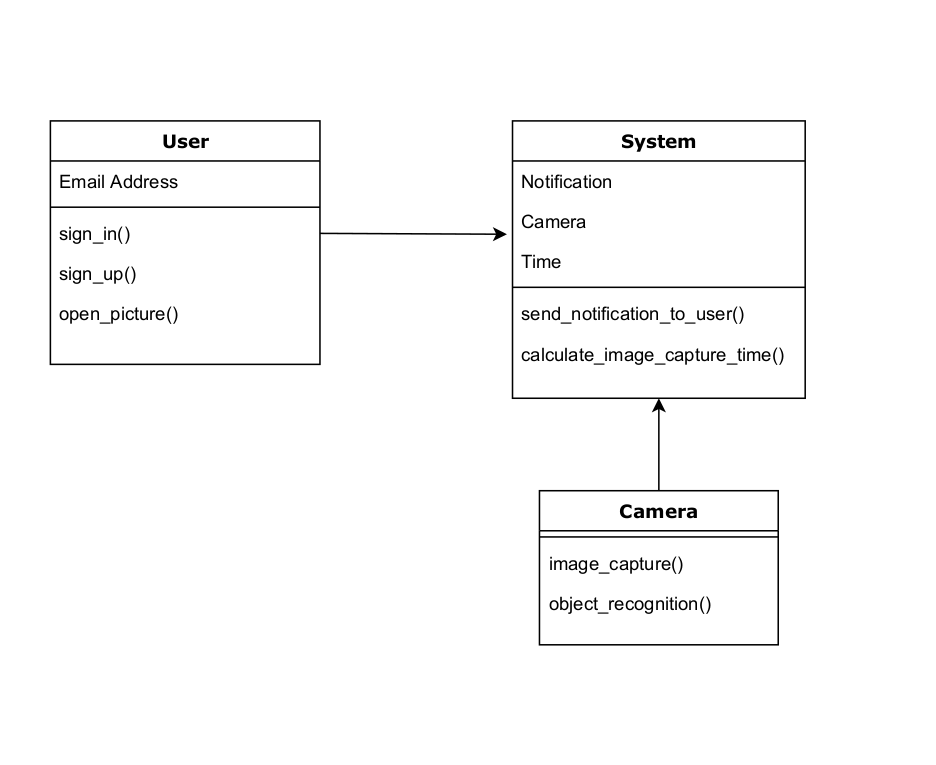 User
Email Address
sign_in()
sign_up()
open_picture()
System
Notification
Camera
Time
send_notification_to_user()
calculate_image_capture_time()
Camera
image_capture()
object_recognition()